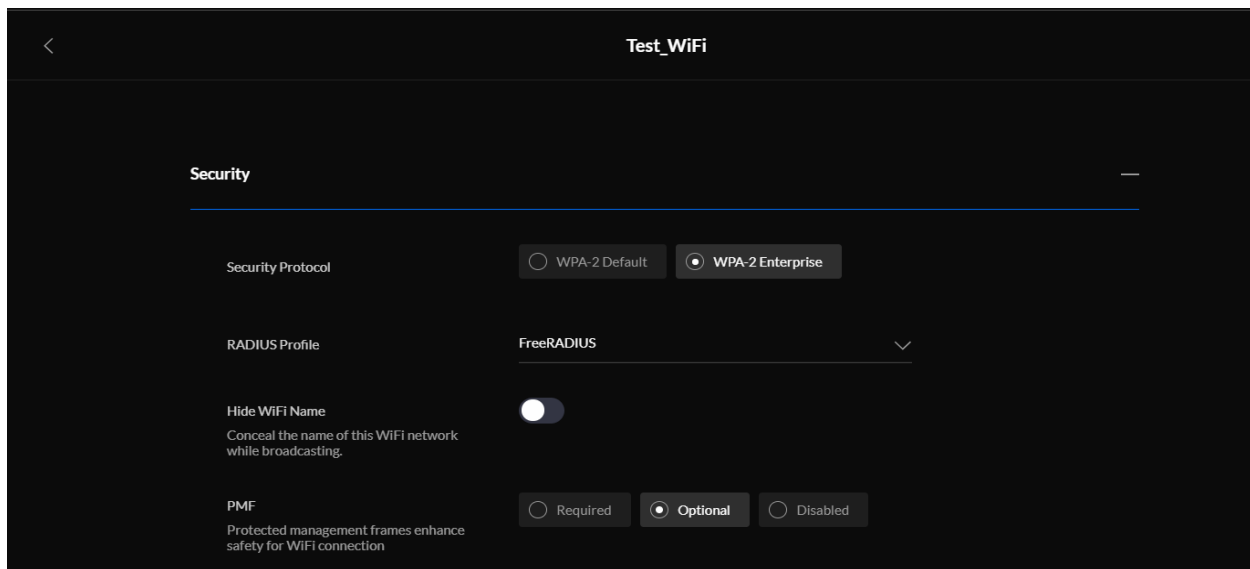 Test_WiFi
Security
Security Protocol
WPA-2 Default
WPA-2 Enterprise
RADIUS Profile
FreeRADIUS
Hide WiFi Name
Conceal the name of this WiFi network
while broadcasting.
PMF
Required
Optional
Disabled
Protected management frames enhance
safety for WiFi connection